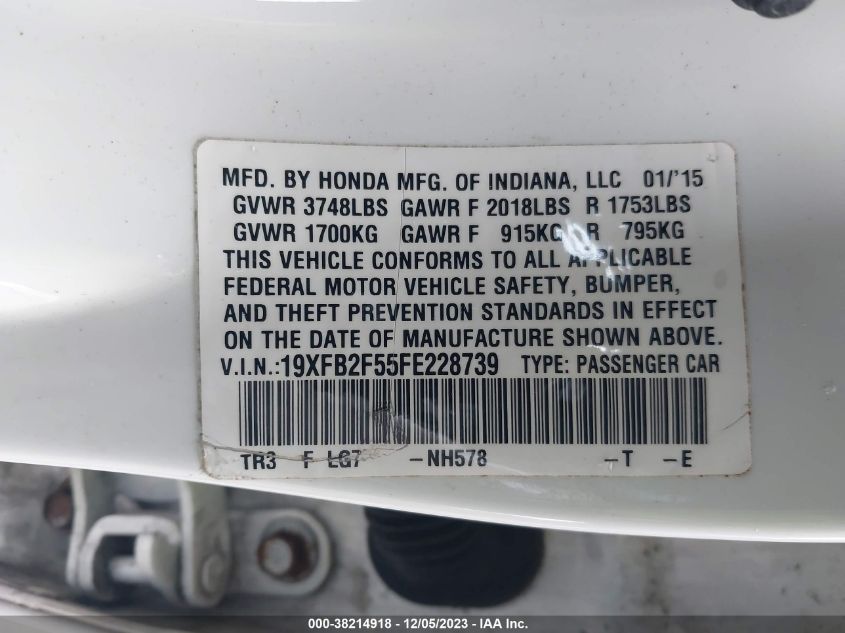 MFD. BY HONDA MFG. OF INDIANA, LLC 01/'15
GVWR 3748LBS GAWR F 2018LBS R 1753LBS
GVWR 1700KG GAWR F 915KG R 795KG
THIS VEHICLE CONFORMS TO ALL APPLICABLE
FEDERAL MOTOR VEHICLE SAFETY, BUMPER,
AND THEFT PREVENTION STANDARDS IN EFFECT
ON THE DATE OF MANUFACTURE SHOWN ABOVE.
V.I.N.:19XFB2F55FE228739 TYPE: PASSENGER CAR
TR3 F LG7 -NH578 -T -E
000-38214918 - 12/05/2023 - IAA Inc.